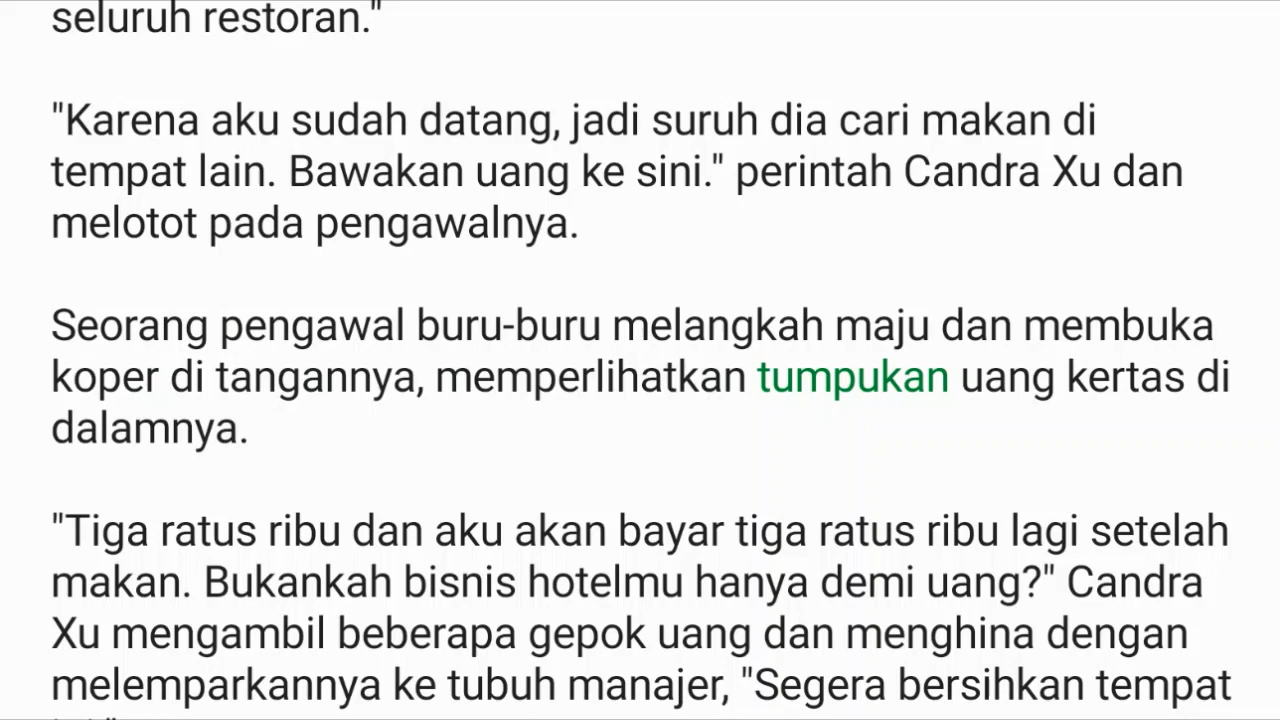 seluruh restoran."
"Karena aku sudah datang, jadi suruh dia cari makan di
tempat lain. Bawakan uang ke sini." perintah Candra Xu dan
melotot pada pengawalnya.
Seorang pengawal buru-buru melangkah maju dan membuka
koper di tangannya, memperlihatkan tumpukan uang kertas di
dalamnya.
"Tiga ratus ribu dan aku akan bayar tiga ratus ribu lagi setelah
makan. Bukankah bisnis hotelmu hanya demi uang?" Candra
Xu mengambil beberapa gepok uang dan menghina dengan
melemparkannya ke tubuh manajer, "Segera bersihkan tempat